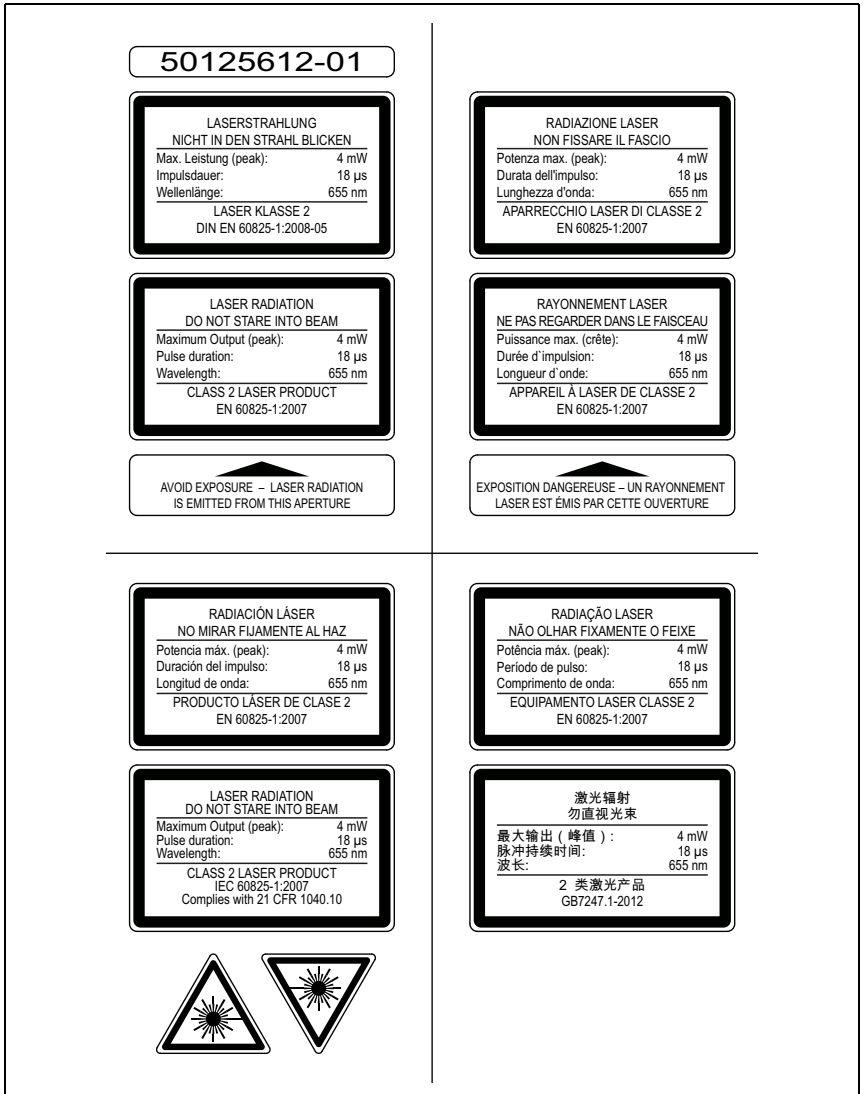 50125612-01
LASERSTRAHLUNG
NICHT IN DEN STRAHL BLICKEN
Max. Leistung (peak): 4 mW
Impulsdauer: 18 µs
Wellenlänge: 655 nm
LASER KLASSE 2
DIN EN 60825-1:2008-05
LASER RADIATION
DO NOT STARE INTO BEAM
Maximum Output (peak): 4 mW
Pulse duration: 18 µs
Wavelength: 655 nm
CLASS 2 LASER PRODUCT
EN 60825-1:2007
AVOID EXPOSURE – LASER RADIATION
IS EMITTED FROM THIS APERTURE
RADIAZIONE LASER
NON FISSARE IL FASCIO
Potenza max. (peak): 4 mW
Durata dell'impulso: 18 µs
Lunghezza d'onda: 655 nm
APARRECCHIO LASER DI CLASSE 2
EN 60825-1:2007
RAYONNEMENT LASER
NE PAS REGARDER DANS LE FAISCEAU
Puissance max. (crête): 4 mW
Durée d`impulsion: 18 µs
Longueur d`onde: 655 nm
APPAREIL À LASER DE CLASSE 2
EN 60825-1:2007
EXPOSITION DANGEREUSE – UN RAYONNEMENT
LASER EST ÉMIS PAR CETTE OUVERTURE
RADIACIÓN LÁSER
NO MIRAR FIJAMENTE AL HAZ
Potencia máx. (peak): 4 mW
Duración del impulso: 18 µs
Longitud de onda: 655 nm
PRODUCTO LÁSER DE CLASE 2
EN 60825-1:2007
LASER RADIATION
DO NOT STARE INTO BEAM
Maximum Output (peak): 4 mW
Pulse duration: 18 µs
Wavelength: 655 nm
CLASS 2 LASER PRODUCT
IEC 60825-1:2007
Complies with 21 CFR 1040.10
RADIAÇÃO LASER
NÃO OLHAR FIXAMENTE O FEIXE
Potência máx. (peak): 4 mW
Período de pulso: 18 µs
Comprimento de onda: 655 nm
EQUIPAMENTO LASER CLASSE 2
EN 60825-1:2007
激光辐射
勿直视光束
最大输出（峰值）: 4 mW
脉冲持续时间: 18 µs
波长: 655 nm
2 类激光产品
GB7247.1-2012